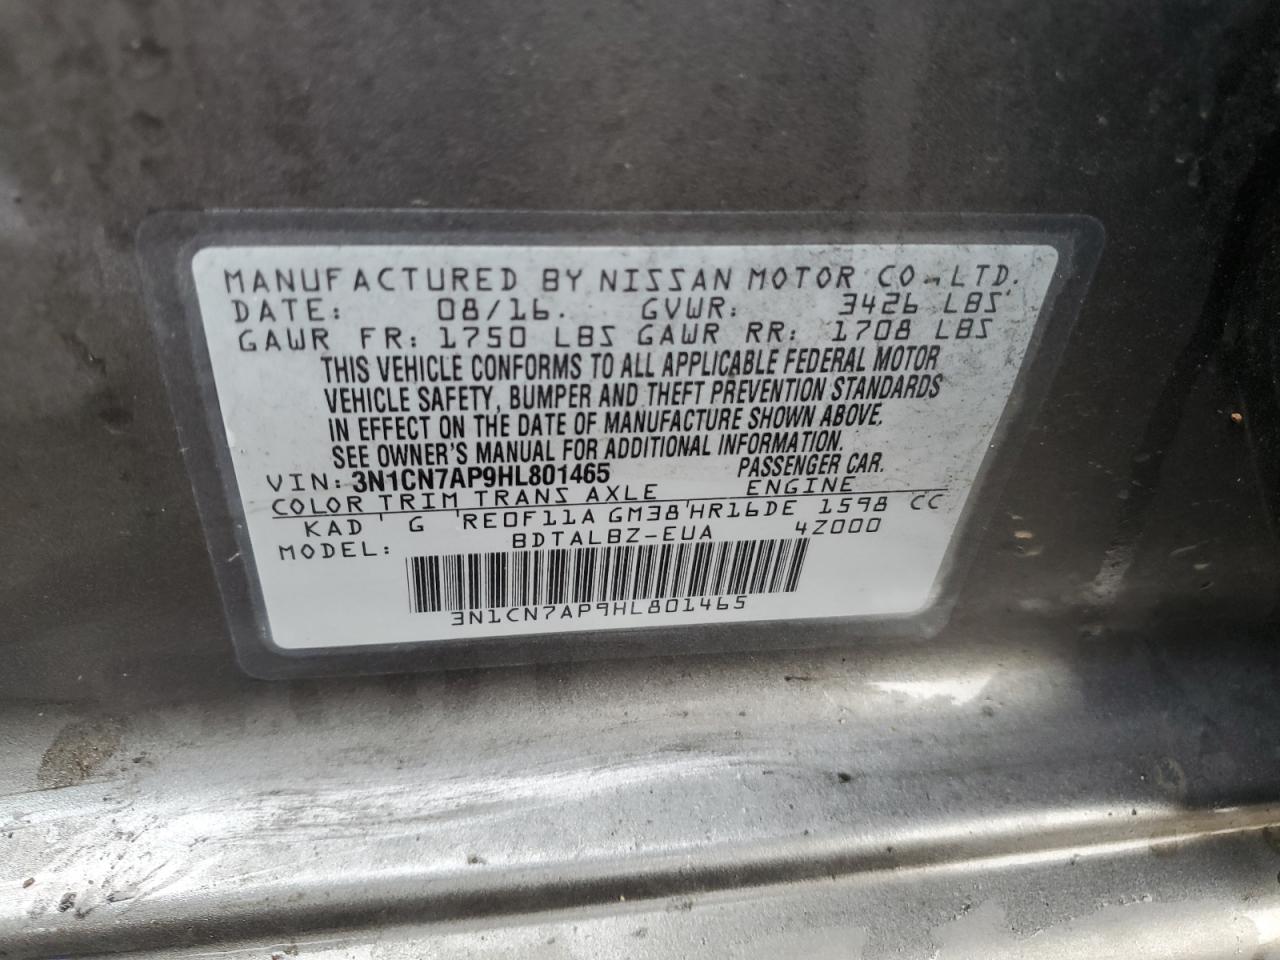 MANUFACTURED BY NISSAN MOTOR CO., LTD.
DATE: 08/16. GVWR: 3426 LBS
GAWR FR: 1750 LBS GAWR RR: 1708 LBS
THIS VEHICLE CONFORMS TO ALL APPLICABLE FEDERAL MOTOR
VEHICLE SAFETY, BUMPER AND THEFT PREVENTION STANDARDS
IN EFFECT ON THE DATE OF MANUFACTURE SHOWN ABOVE.
SEE OWNER'S MANUAL FOR ADDITIONAL INFORMATION.
VIN: 3N1CN7AP9HL801465 PASSENGER CAR.
COLOR TRIM TRANS AXLE ENGINE
KAD G RE0F11A GM38 HR16DE 1598 CC
MODEL: BDTALBZ-EUA 4Z000
3N1CN7AP9HL801465